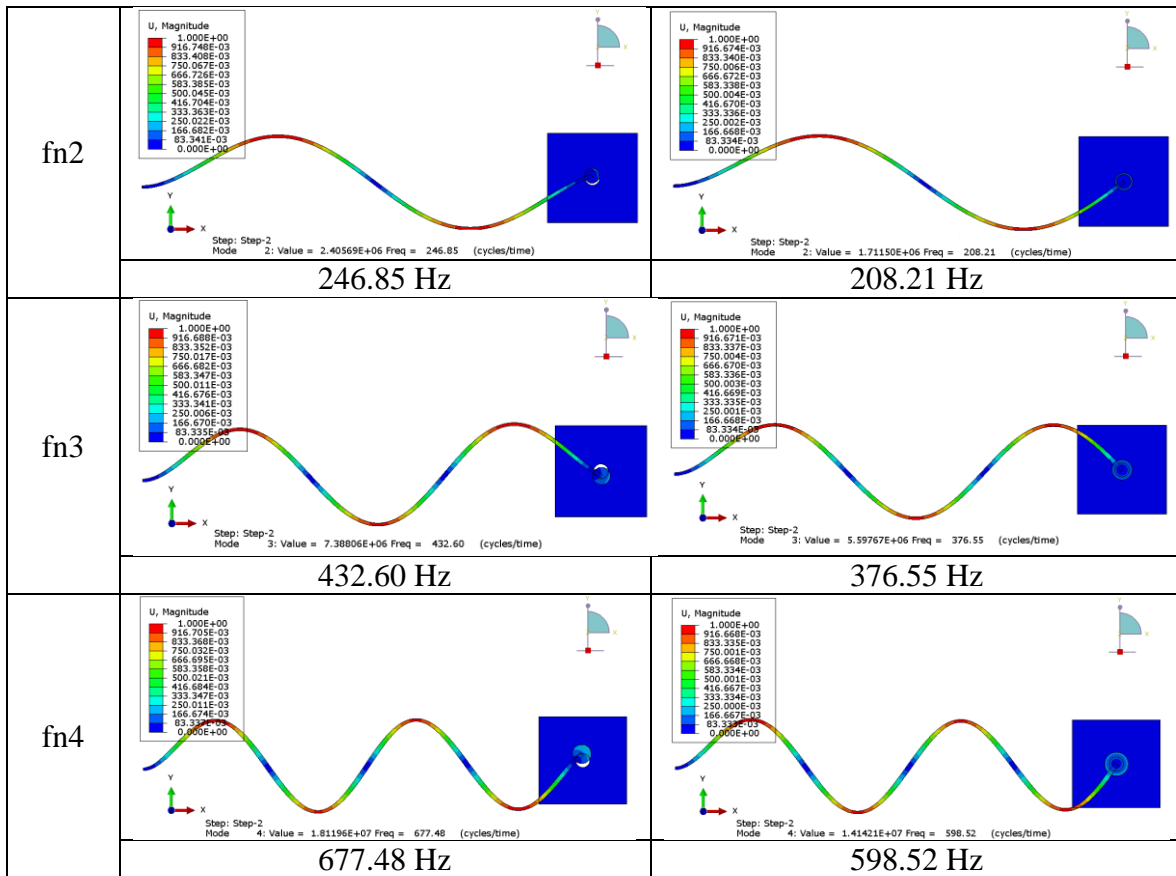 fn2
U, Magnitude
1.000E+00
916.748E-03
833.408E-03
750.067E-03
666.726E-03
583.385E-03
500.045E-03
416.704E-03
333.363E-03
250.022E-03
166.682E-03
83.341E-03
0.000E+00
Y
X
Y
X
Step: Step-2
Mode 2: Value = 2.40569E+06 Freq = 246.85 (cycles/time)
246.85 Hz
U, Magnitude
1.000E+00
916.674E-03
833.340E-03
750.006E-03
666.672E-03
583.338E-03
500.004E-03
416.670E-03
333.336E-03
250.002E-03
166.668E-03
83.334E-03
0.000E+00
Y
X
Y
X
Step: Step-2
Mode 2: Value = 1.71150E+06 Freq = 208.21 (cycles/time)
208.21 Hz
fn3
U, Magnitude
1.000E+00
916.688E-03
833.352E-03
750.017E-03
666.682E-03
583.347E-03
500.011E-03
416.676E-03
333.341E-03
250.006E-03
166.670E-03
83.335E-03
0.000E+00
Y
X
Y
X
Step: Step-2
Mode 3: Value = 7.38806E+06 Freq = 432.60 (cycles/time)
432.60 Hz
U, Magnitude
1.000E+00
916.671E-03
833.337E-03
750.004E-03
666.670E-03
583.336E-03
500.003E-03
416.669E-03
333.335E-03
250.001E-03
166.668E-03
83.334E-03
0.000E+00
Y
X
Y
X
Step: Step-2
Mode 3: Value = 5.59767E+06 Freq = 376.55 (cycles/time)
376.55 Hz
fn4
U, Magnitude
1.000E+00
916.705E-03
833.368E-03
750.032E-03
666.695E-03
583.358E-03
500.021E-03
416.684E-03
333.347E-03
250.011E-03
166.674E-03
83.337E-03
0.000E+00
Y
X
Y
X
Step: Step-2
Mode 4: Value = 1.81196E+07 Freq = 677.48 (cycles/time)
677.48 Hz
U, Magnitude
1.000E+00
916.668E-03
833.335E-03
750.001E-03
666.668E-03
583.334E-03
500.001E-03
416.667E-03
333.334E-03
250.000E-03
166.667E-03
83.333E-03
0.000E+00
Y
X
Y
X
Step: Step-2
Mode 4: Value = 1.41421E+07 Freq = 598.52 (cycles/time)
598.52 Hz